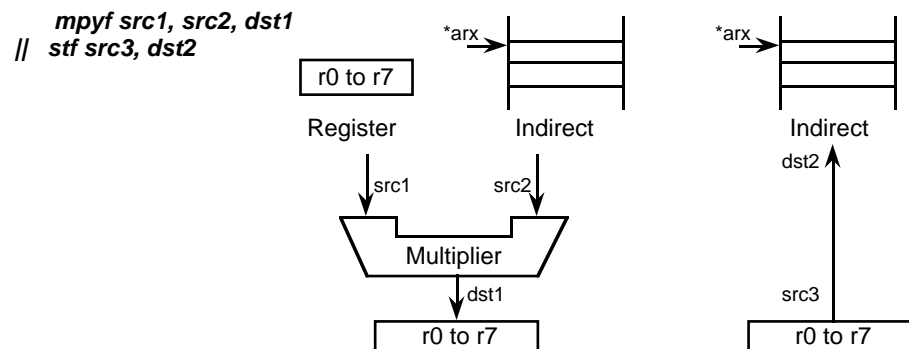 mpyf src1, src2, dst1
// stf src3, dst2
*arx
*arx
r0 to r7
Register
Indirect
Indirect
dst2
src1
src2
Multiplier
dst1
src3
r0 to r7
r0 to r7